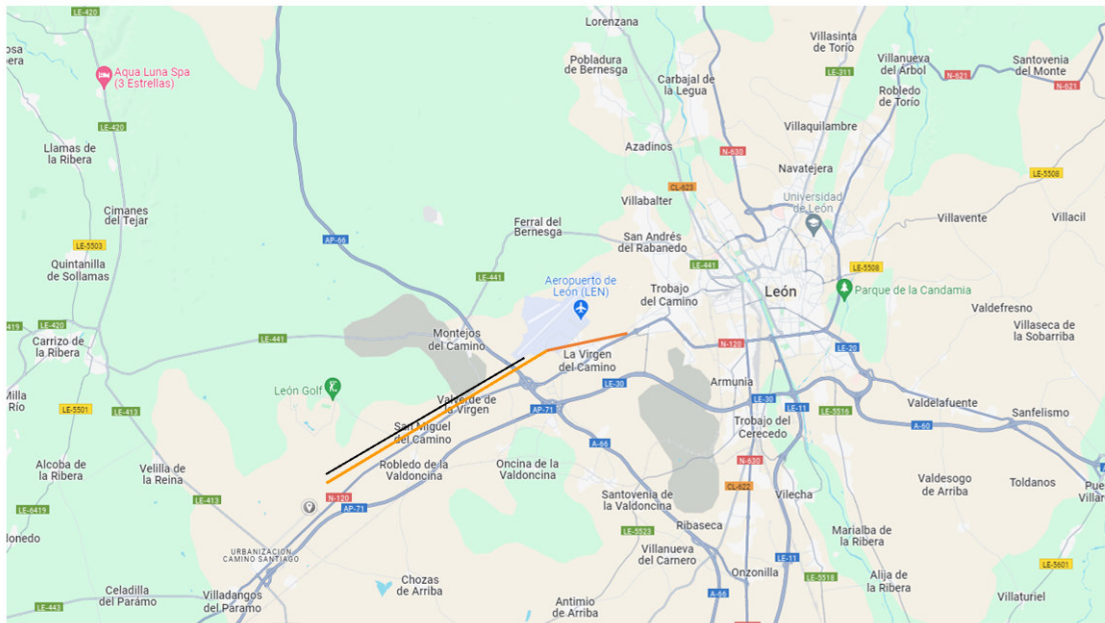 LE-420
Lorenzana
Villasinta
de Torío
Aqua Luna Spa
(3 Estrellas)
Pobladura
de Bernesga
Carbajal de
la Legua
LE-311
Villanueva
del Árbol
N-621
Santovenia
del Monte
N-621
Robledo
de Torío
LE-420
Llamas de
la Ribera
Azadinos
N-630
Villaquilambre
Navatejera
LE-5508
CL-623
Villabalter
Universidad
de León
Cimanes
del Tejar
Ferral del
Bernesga
Villavente
Villacil
LE-5503
AP-66
San Andrés
del Rabanedo
LE-441
LE-5508
Quintanilla
de Sollamas
LE-441
Aeropuerto de
León (LEN)
Trobajo
del Camino
León
Parque de la Candamia
Valdefresno
LE-420
Carrizo de
la Ribera
LE-441
Montejos
del Camino
N-120
LE-20
Villaseca de
la Sobarriba
La Virgen
del Camino
León Golf
LE-30
Armunia
LE-30
LE-11
Milla
Río
LE-5501
LE-413
Valverde de
la Virgen
AP-71
LE-5516
Valdelafuente
Sanfelismo
San Miguel
del Camino
A-66
Trobajo del
Cerecedo
A-60
Alcoba de
la Ribera
Velilla de
la Reina
Robledo de la
Valdoncina
Oncina de la
Valdoncina
N-630
CL-622
Vilecha
Valdesogo
de Arriba
Toldanos
LE-413
N-120
AP-71
Santovenia de
la Valdoncina
LE-6419
Ribaseca
LE-5523
Marialba de
la Ribera
URBANIZACIÓN
CAMINO SANTIAGO
Villanueva
del Carnero
LE-11
LE-5601
Chozas
de Arriba
Onzonilla
LE-5518
Alija de
la Ribera
Celadilla
del Páramo
Villadangos
del Páramo
A-66
Villaturiel
LE-443
Antimio
de Arriba